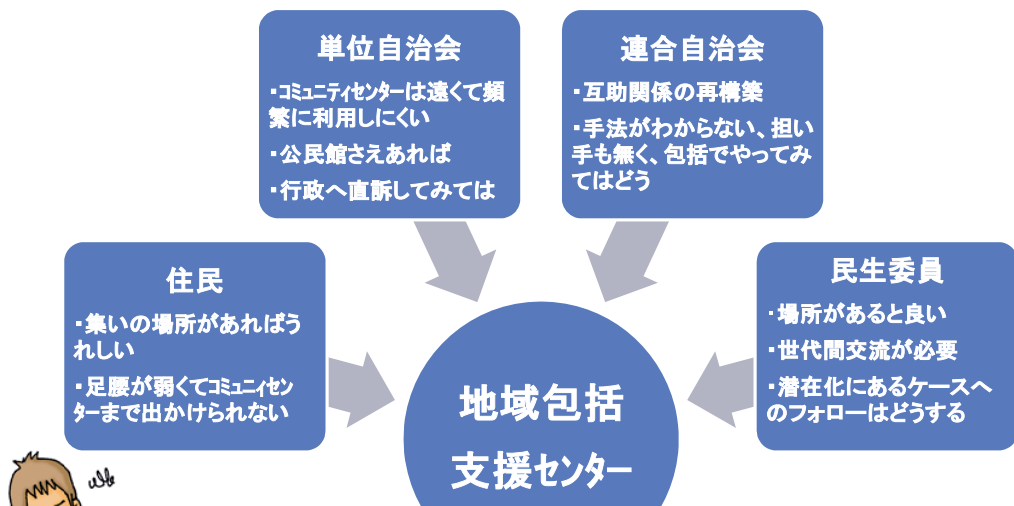 単位自治会
・コミュニティセンターは遠くて頻
繁に利用しにくい
・公民館さえあれば
・行政へ直訴してみては
連合自治会
・互助関係の再構築
・手法がわからない、担い
手も無く、包括でやってみ
てはどう
住民
・集いの場所があればう
れしい
・足腰が弱くてコミュニィセン
ターまで出かけられない
民生委員
・場所があると良い
・世代間交流が必要
・潜在化にあるケースへ
のフォローはどうする
地域包括
支援センター